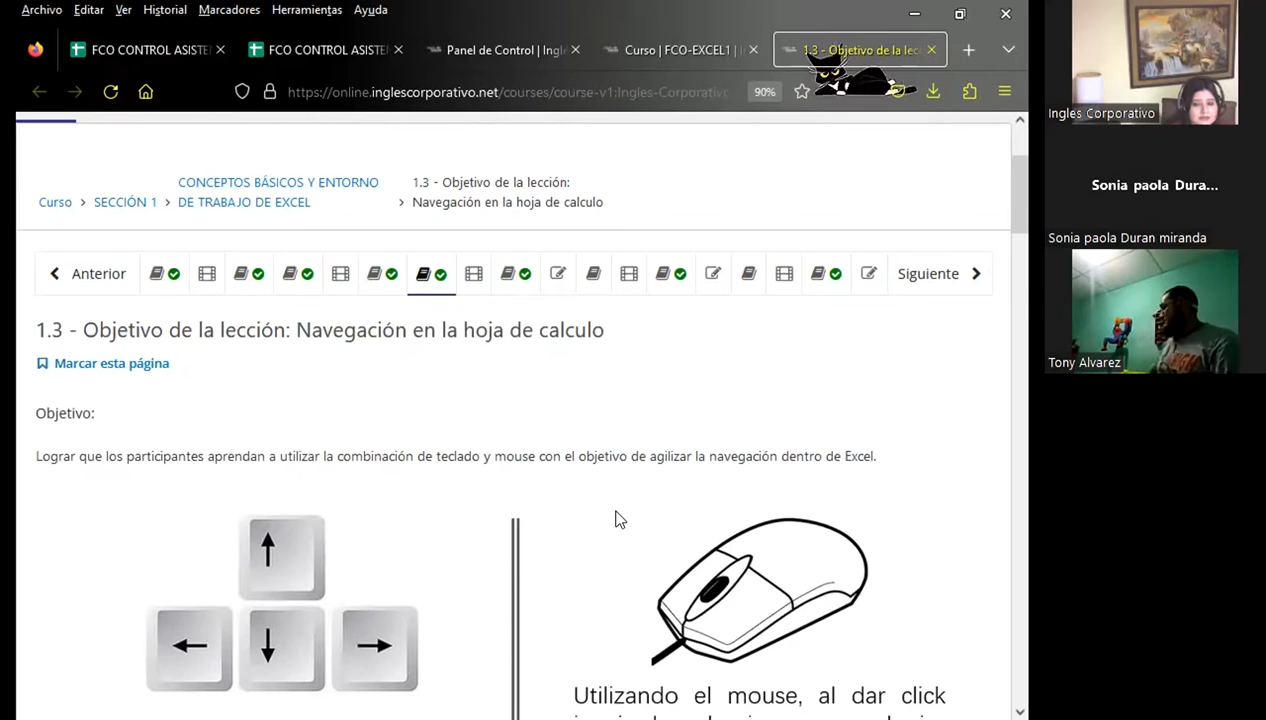 Archivo Editar Ver Historial Marcadores Herramientas Ayuda
FCO CONTROL ASISTE
FCO CONTROL ASISTE
Panel de Control | Ingl
Curso | FCO-EXCEL1 |
1.3 - Objetivo de la lec
https://online.inglescorporativo.net/courses/course-v1:Ingles-Corporativo
90%
CONCEPTOS BÁSICOS Y ENTORNO
1.3 - Objetivo de la lección:
Curso > SECCIÓN 1 > DE TRABAJO DE EXCEL > Navegación en la hoja de calculo
Anterior
Siguiente
1.3 - Objetivo de la lección: Navegación en la hoja de calculo
Marcar esta página
Objetivo:
Lograr que los participantes aprendan a utilizar la combinación de teclado y mouse con el objetivo de agilizar la navegación dentro de Excel.
Utilizando el mouse, al dar click
Ingles Corporativo
Sonia paola Dura...
Sonia paola Duran miranda
Tony Alvarez